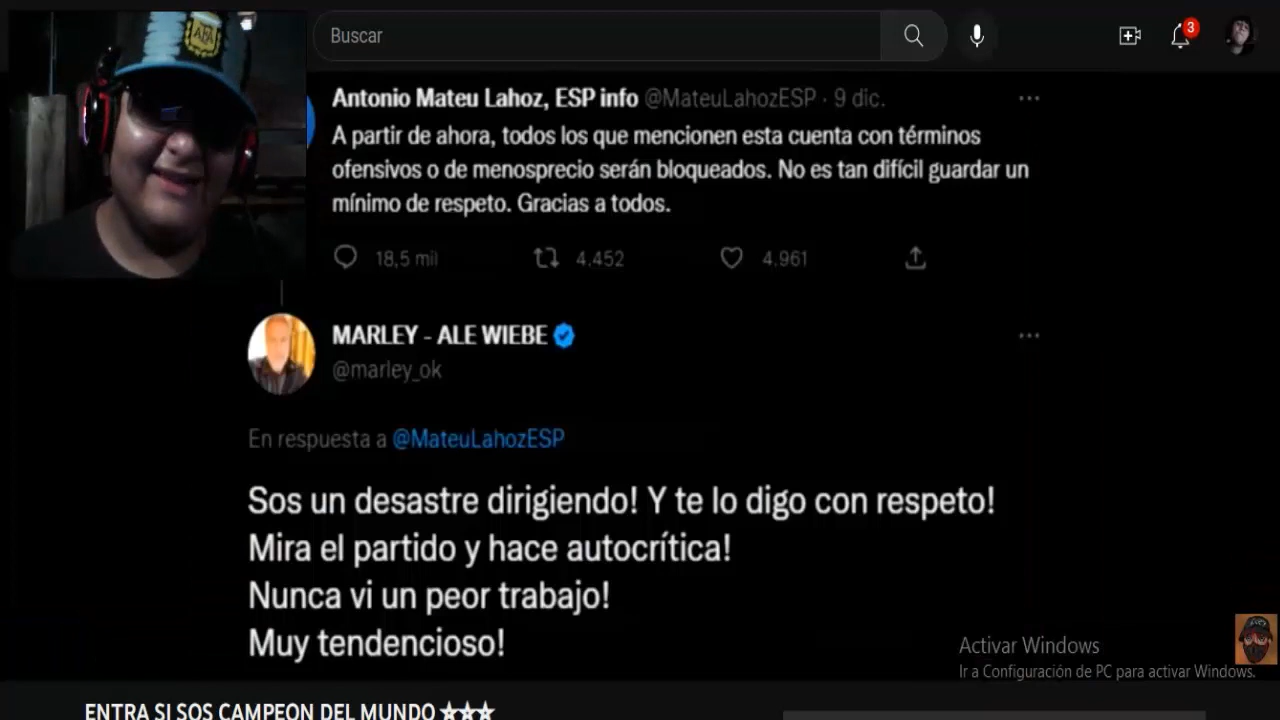 Buscar
3
AFA
Antonio Mateu Lahoz, ESP info @MateuLahozESP · 9 dic.
A partir de ahora, todos los que mencionen esta cuenta con términos
ofensivos o de menosprecio serán bloqueados. No es tan difícil guardar un
mínimo de respeto. Gracias a todos.
18,5 mil 4.452 4.961
MARLEY - ALE WIEBE
@marley_ok
En respuesta a @MateuLahozESP
Sos un desastre dirigiendo! Y te lo digo con respeto!
Mira el partido y hace autocrítica!
Nunca vi un peor trabajo!
Muy tendencioso!
Activar Windows
Ir a Configuración de PC para activar Windows.
ENTRA SI SOS CAMPEON DEL MUNDO ★★★